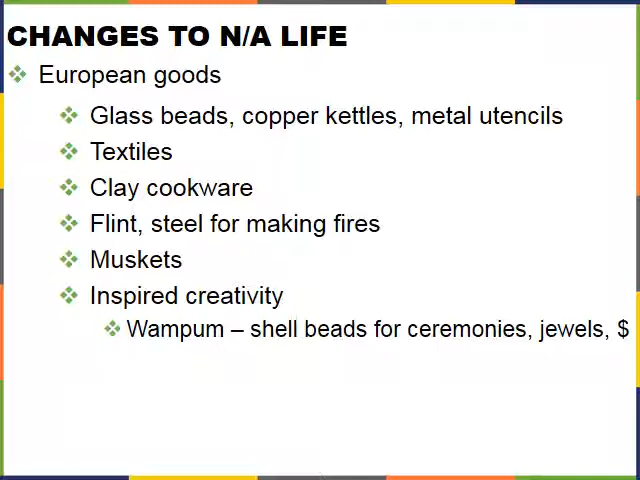 CHANGES TO N/A LIFE
European goods
Glass beads, copper kettles, metal utencils
Textiles
Clay cookware
Flint, steel for making fires
Muskets
Inspired creativity
Wampum – shell beads for ceremonies, jewels, $